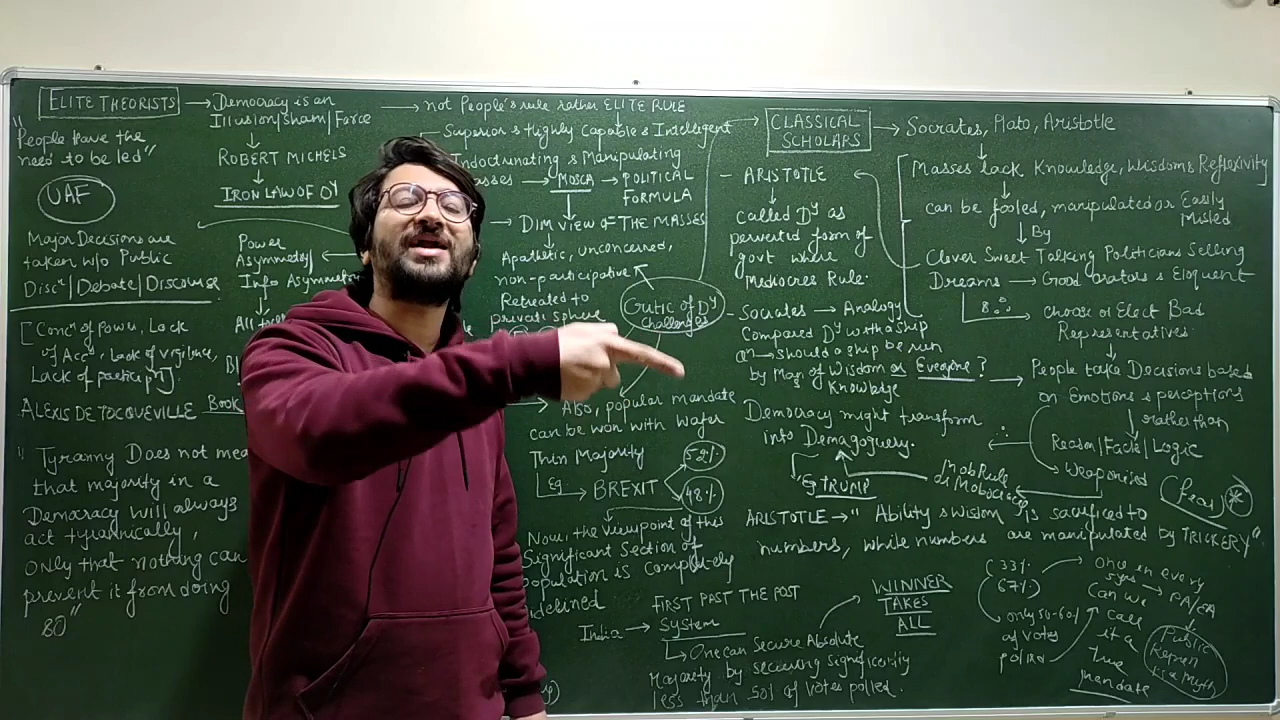 ELITE THEORISTS → Democracy is an Illusion/sham/Force → not People's rule rather ELITE RULE
"People have the need to be led"
UAF
ROBERT MICHELS
IRON LAW OF Dʸ
Superior & Highly Capable & Intelligent
Indoctrinating & Manipulating
asses → MOSCA → POLITICAL
FORMULA
→ DIM VIEW OF THE MASSES
Apathetic, unconcerned,
non-participative
Retreated to
private sphere
Major Decisions are
taken w/o Public
Discⁿ/Debate/Discourse.
Power
Asymmetry
Info Asymmetry
[Concⁿ of Power, Lack
of Accʸ, Lack of vigilence,
Lack of particip].
ALEXIS DE TOCQUEVILLE Book
" Tyranny Does not mea
that majority in a
Democracy will always
act tyrannically,
Only that nothing can
prevent it from doing
so"
Critic of Dʸ
Challenges
→ Also, popular mandate
can be won with wafer
Thin Majority
Eg: BREXIT
52%
48%
Now, the viewpoint of this
Significant Section of
population is completely
India → FIRST PAST THE POST
System
→ One can Secure Absolute
Majority by securing significantly
less than 50% of votes polled.
WINNER
TAKES
ALL
CLASSICAL
SCHOLARS
→ Socrates, Plato, Aristotle
Masses lack Knowledge, Wisdom & Reflexivity
can be fooled, manipulated or Easily
Misled
By
Clever Sweet Talking Politicians Selling
Dreams → Good orators & Eloquent
choose or Elect Bad
Representatives.
People take Decisions based
on Emotions & perceptions
rather than
Reason/Facts/Logic
Weaponised
(fear) *
- ARISTOTLE
called Dʸ as
perverted form of
govt where
Mediocres Rule.
- Socrates → Analogy
Compared Dʸ with a ship
Qⁿ → Should a ship be run
by Man of Wisdom or Everyone?
Knowledge
Democracy might transform
into Demagoguery.
Eg TRUMP
Mob Rule
or Mobocracy
ARISTOTLE → " Ability & wisdom is sacrificed to
numbers, while numbers are manipulated by TRICKERY".
(33%
67%)
only 50-60%
of votes
polled
Once in every
5yrs
Can we
call
it a
true
mandate
Public
Repren
is a Myth